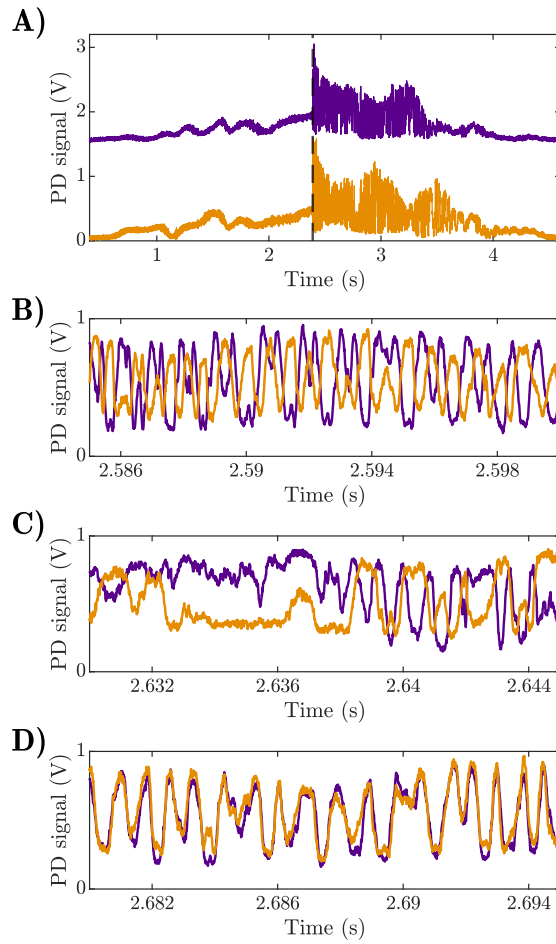 A)
PD signal (V)
3
2
1
0
1 2 3 4
Time (s)
B)
PD signal (V)
1
0
2.586 2.59 2.594 2.598
Time (s)
C)
PD signal (V)
1
0
2.632 2.636 2.64 2.644
Time (s)
D)
PD signal (V)
1
0
2.682 2.686 2.69 2.694
Time (s)